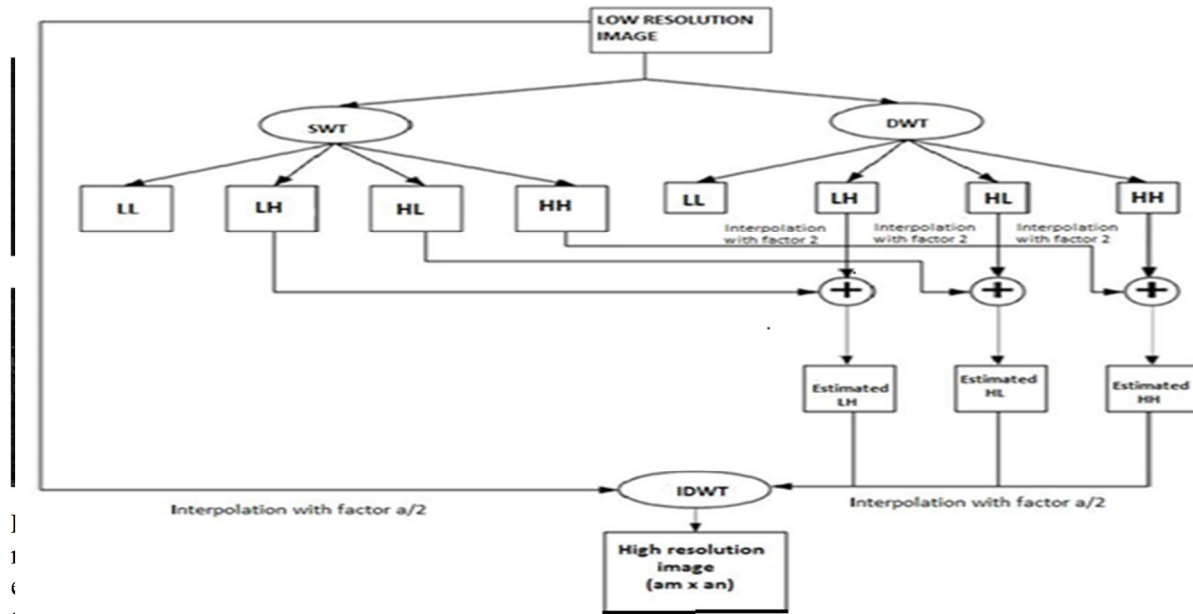 LOW RESOLUTION
IMAGE
SWT
DWT
LL
LH
HL
HH
LL
LH
HL
HH
Interpolation
with factor 2
Interpolation
with factor 2
Interpolation
with factor 2
+
+
+
Estimated
LH
Estimated
HL
Estimated
HH
IDWT
Interpolation with factor a/2
Interpolation with factor a/2
High resolution
image
(am x an)